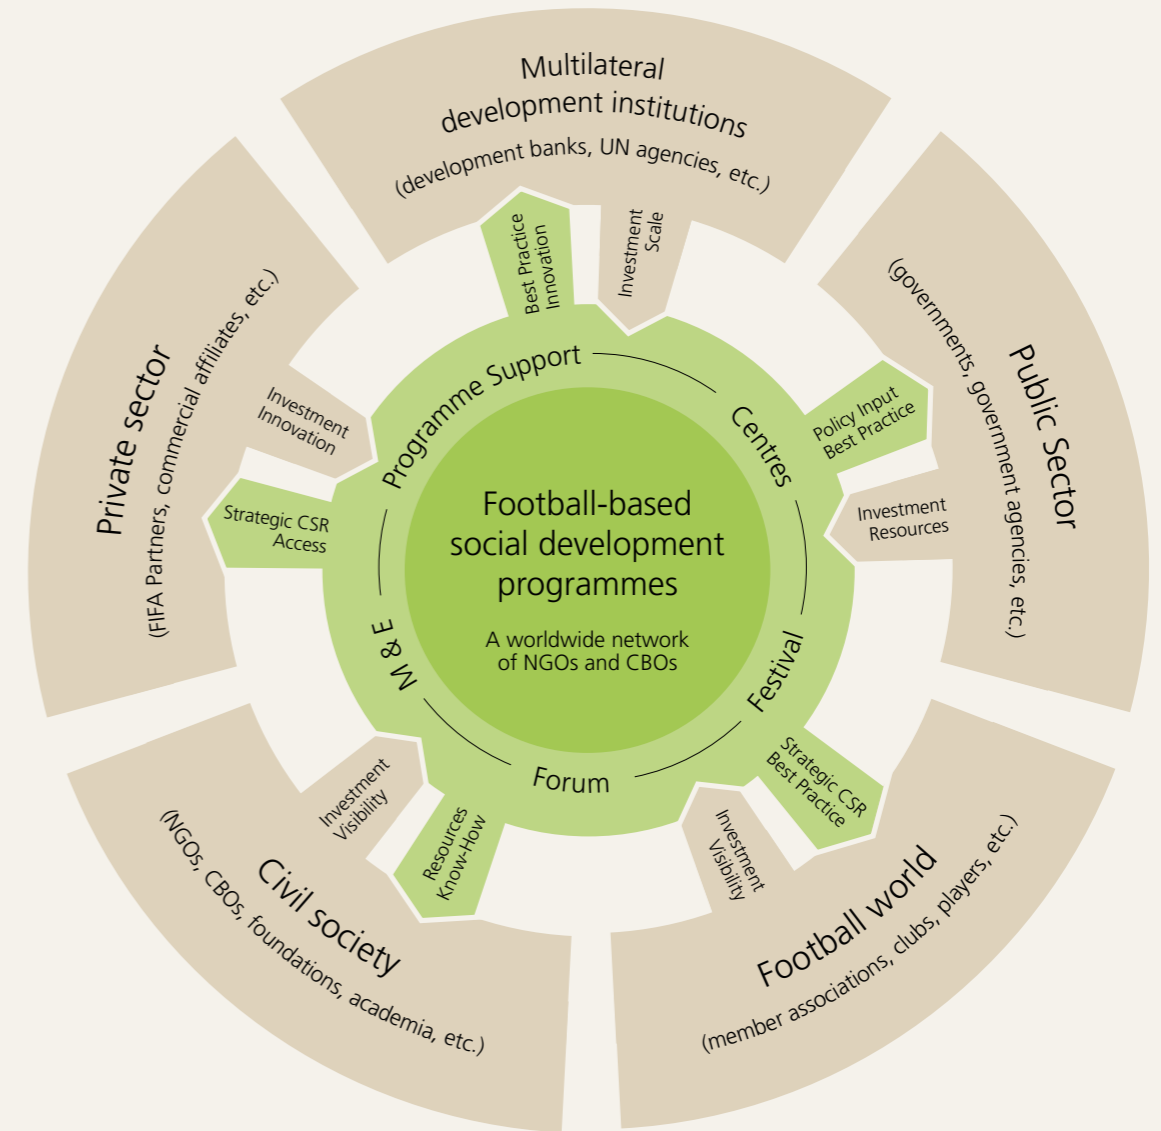 Multilateral
development institutions
(development banks, UN agencies, etc.)
Best Practice
Innovation
Investment
Scale
Public Sector
(governments, government agencies, etc.)
Policy Input
Best Practice
Investment
Resources
Football world
(member associations, clubs, players, etc.)
Strategic CSR
Best Practice
Investment
Visibility
Civil society
(NGOs, CBOs, foundations, academia, etc.)
Resources
Know-How
Investment
Visibility
Private sector
(FIFA Partners, commercial affiliates, etc.)
Strategic CSR
Access
Investment
Innovation
Programme Support
Centres
Festival
Forum
M & E
Football-based
social development
programmes
A worldwide network
of NGOs and CBOs